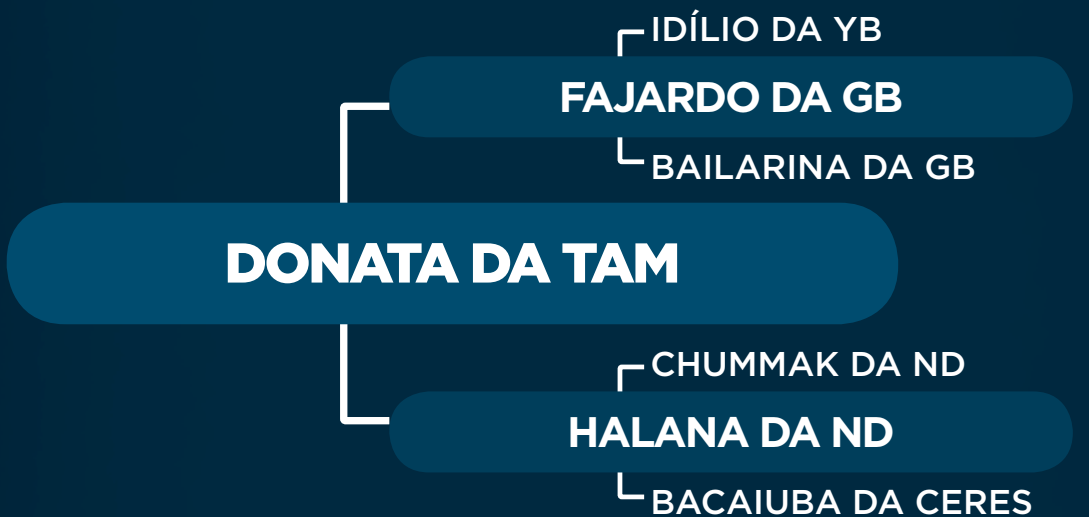 IDÍLIO DA YB
FAJARDO DA GB
BAILARINA DA GB
DONATA DA TAM
CHUMMAK DA ND
HALANA DA ND
BACAIUBA DA CERES